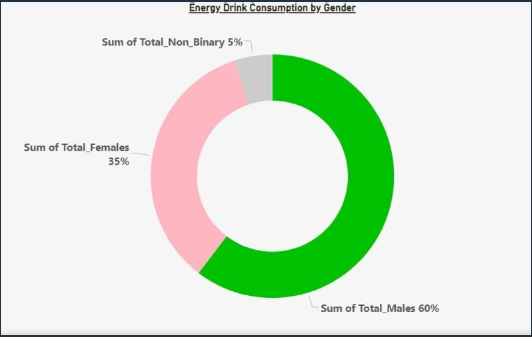 Energy Drink Consumption by Gender
Sum of Total_Non_Binary 5%
Sum of Total_Females
35%
Sum of Total_Males 60%